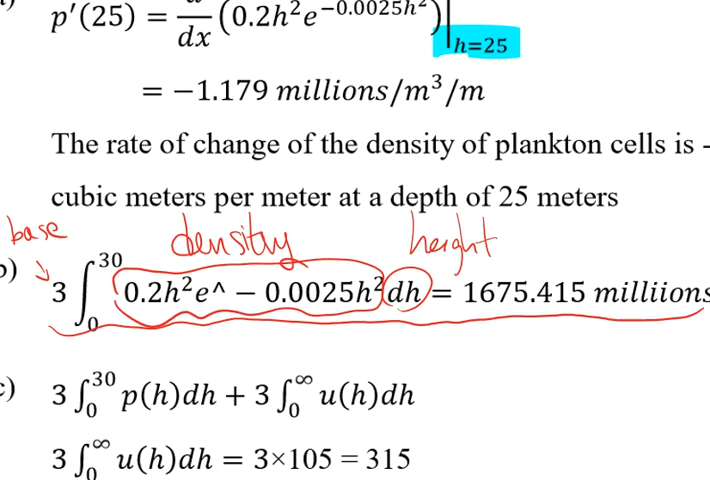 p′(25) = d/dx (0.2h²e^−0.0025h²)|h=25
= −1.179 millions/m³/m
The rate of change of the density of plankton cells is -
cubic meters per meter at a depth of 25 meters
base density height
b) 3 ∫₀³⁰ 0.2h²e^ − 0.0025h² dh = 1675.415 milliions
c) 3 ∫₀³⁰ p(h)dh + 3 ∫₀^∞ u(h)dh
3 ∫₀^∞ u(h)dh = 3×105 = 315